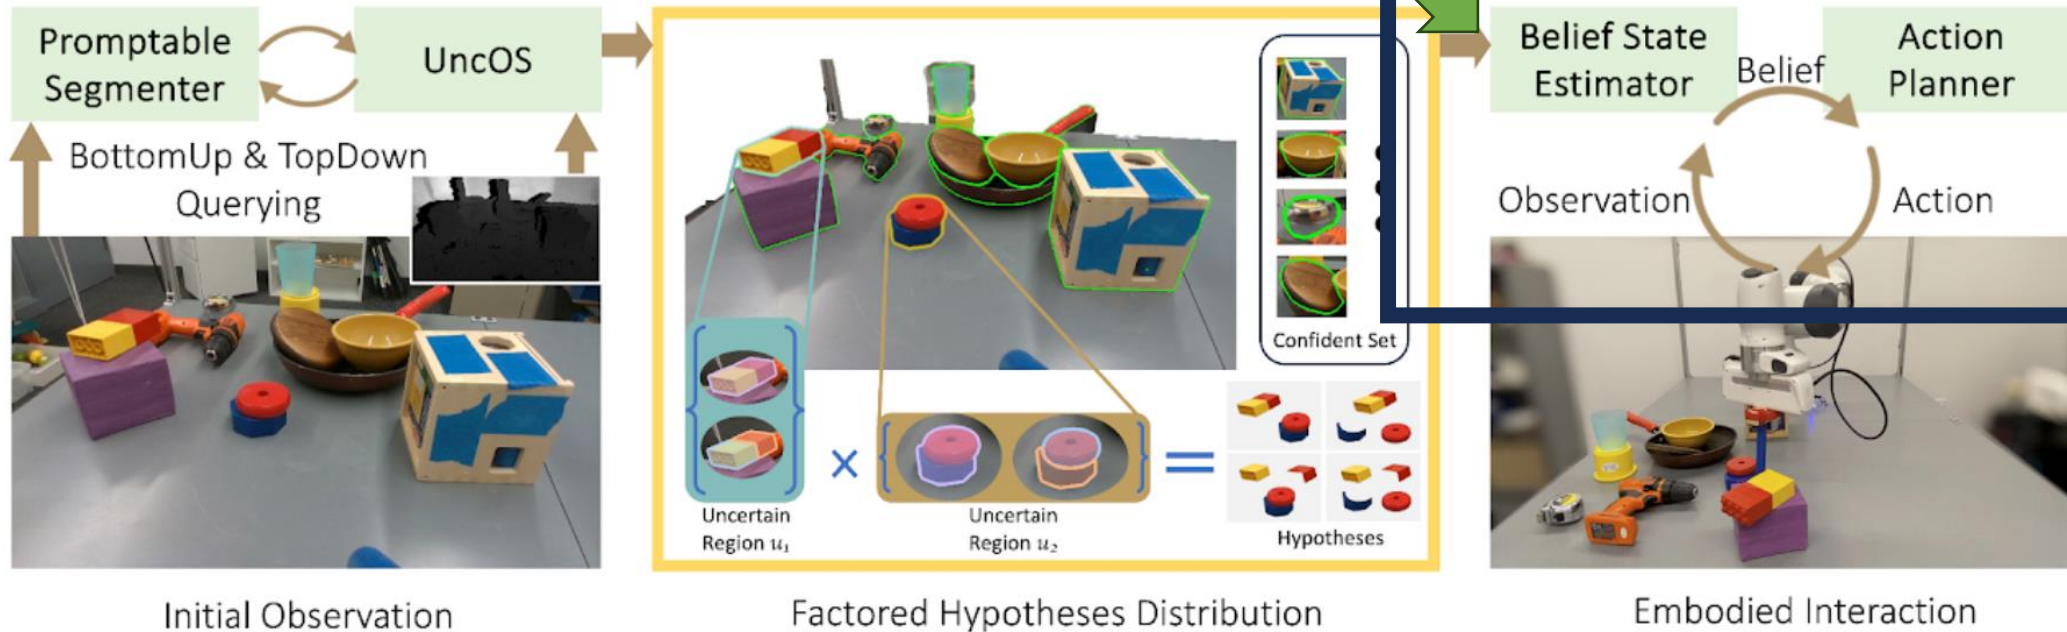 Promptable
Segmenter
UncOS
BottomUp & TopDown
Querying
Initial Observation
Confident Set
Uncertain
Region u₁
×
Uncertain
Region u₂
=
Hypotheses
Factored Hypotheses Distribution
Belief State
Estimator
Belief
Action
Planner
Observation
Action
Embodied Interaction